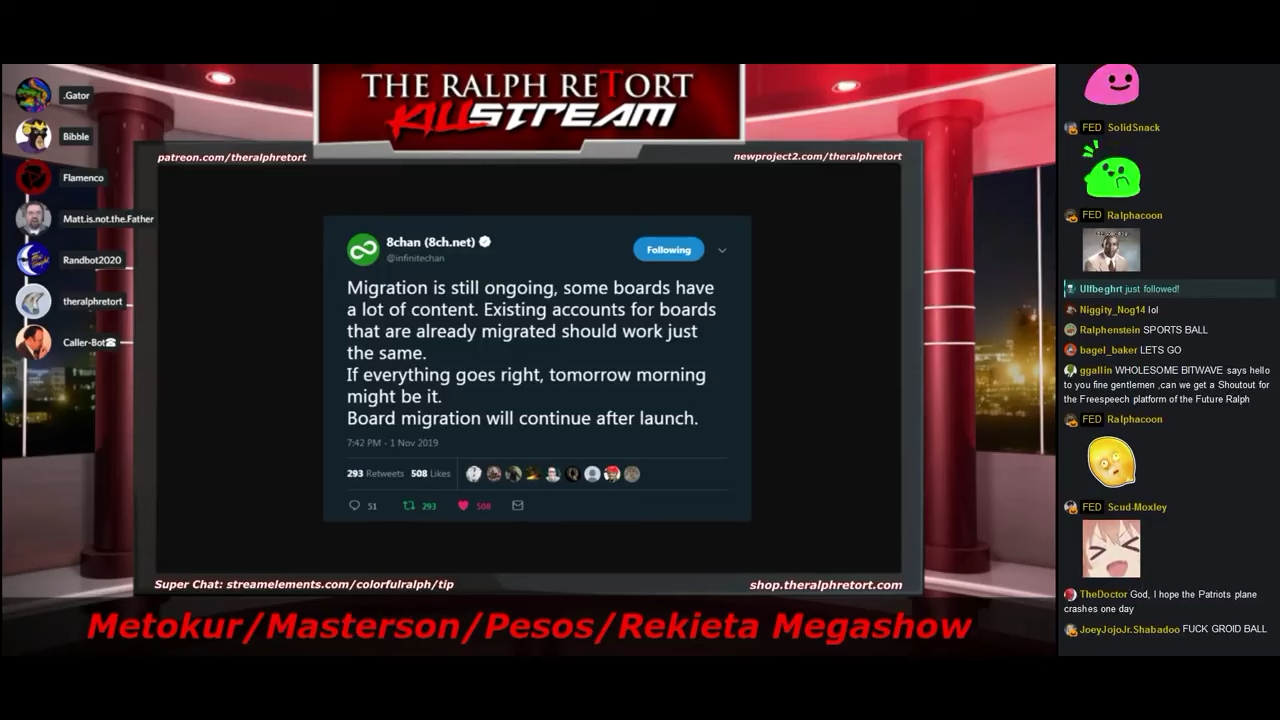 THE RALPH RETORT
KILLSTREAM
patreon.com/theralphretort
newproject2.com/theralphretort
.Gator
Bibble
Flamenco
Matt.is.not.the.Father
Randbot2020
theralphretort
Caller-Bot☎
8chan (8ch.net)
@infinitechan
Following
Migration is still ongoing, some boards have
a lot of content. Existing accounts for boards
that are already migrated should work just
the same.
If everything goes right, tomorrow morning
might be it.
Board migration will continue after launch.
7:42 PM - 1 Nov 2019
293 Retweets 508 Likes
51 293 508
Super Chat: streamelements.com/colorfulralph/tip
shop.theralphretort.com
Metokur/Masterson/Pesos/Rekieta Megashow
FED SolidSnack
FED Ralphacoon
Ulfbeghrt just followed!
Niggity_Nog14 lol
Ralphenstein SPORTS BALL
bagel_baker LETS GO
ggallin WHOLESOME BITWAVE says hello
to you fine gentlemen ,can we get a Shoutout for
the Freespeech platform of the Future Ralph
FED Ralphacoon
FED Scud-Moxley
TheDoctor God, I hope the Patriots plane
crashes one day
JoeyJojoJr.Shabadoo FUCK GROID BALL